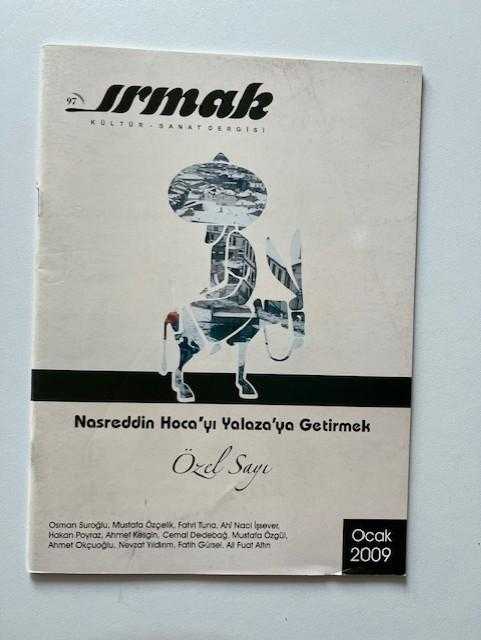 97
ırmak
KÜLTÜR - SANAT DERGİSİ
Nasreddin Hoca'yı Yalaza'ya Getirmek
Özel Sayı
Osman Suroğlu, Mustafa Özçelik, Fahri Tuna, Ahi Naci İşsever,
Hakan Poyraz, Ahmet Kesgin, Cemal Dedebağ, Mustafa Özgül,
Ahmet Okçuoğlu, Nevzat Yıldırım, Fatih Gürsel, Ali Fuat Altın
Ocak
2009